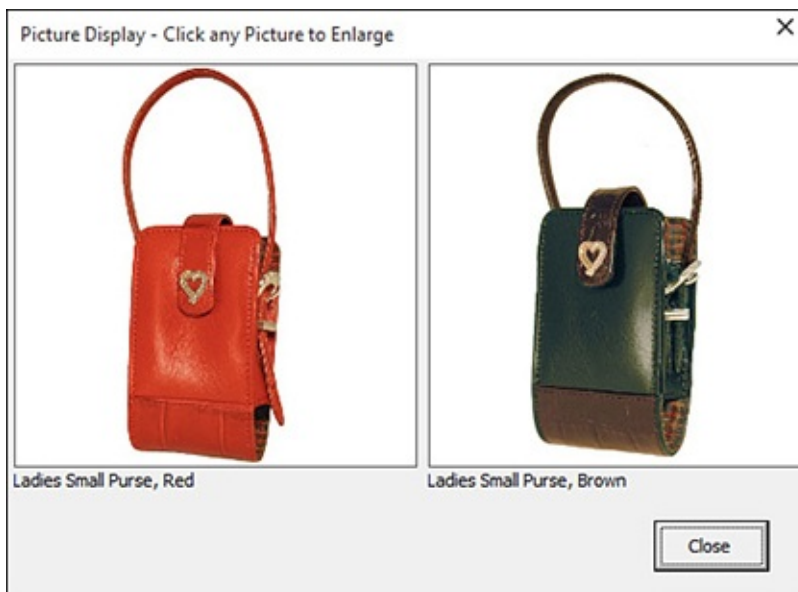 Picture Display - Click any Picture to Enlarge
Ladies Small Purse, Red
Ladies Small Purse, Brown
Close